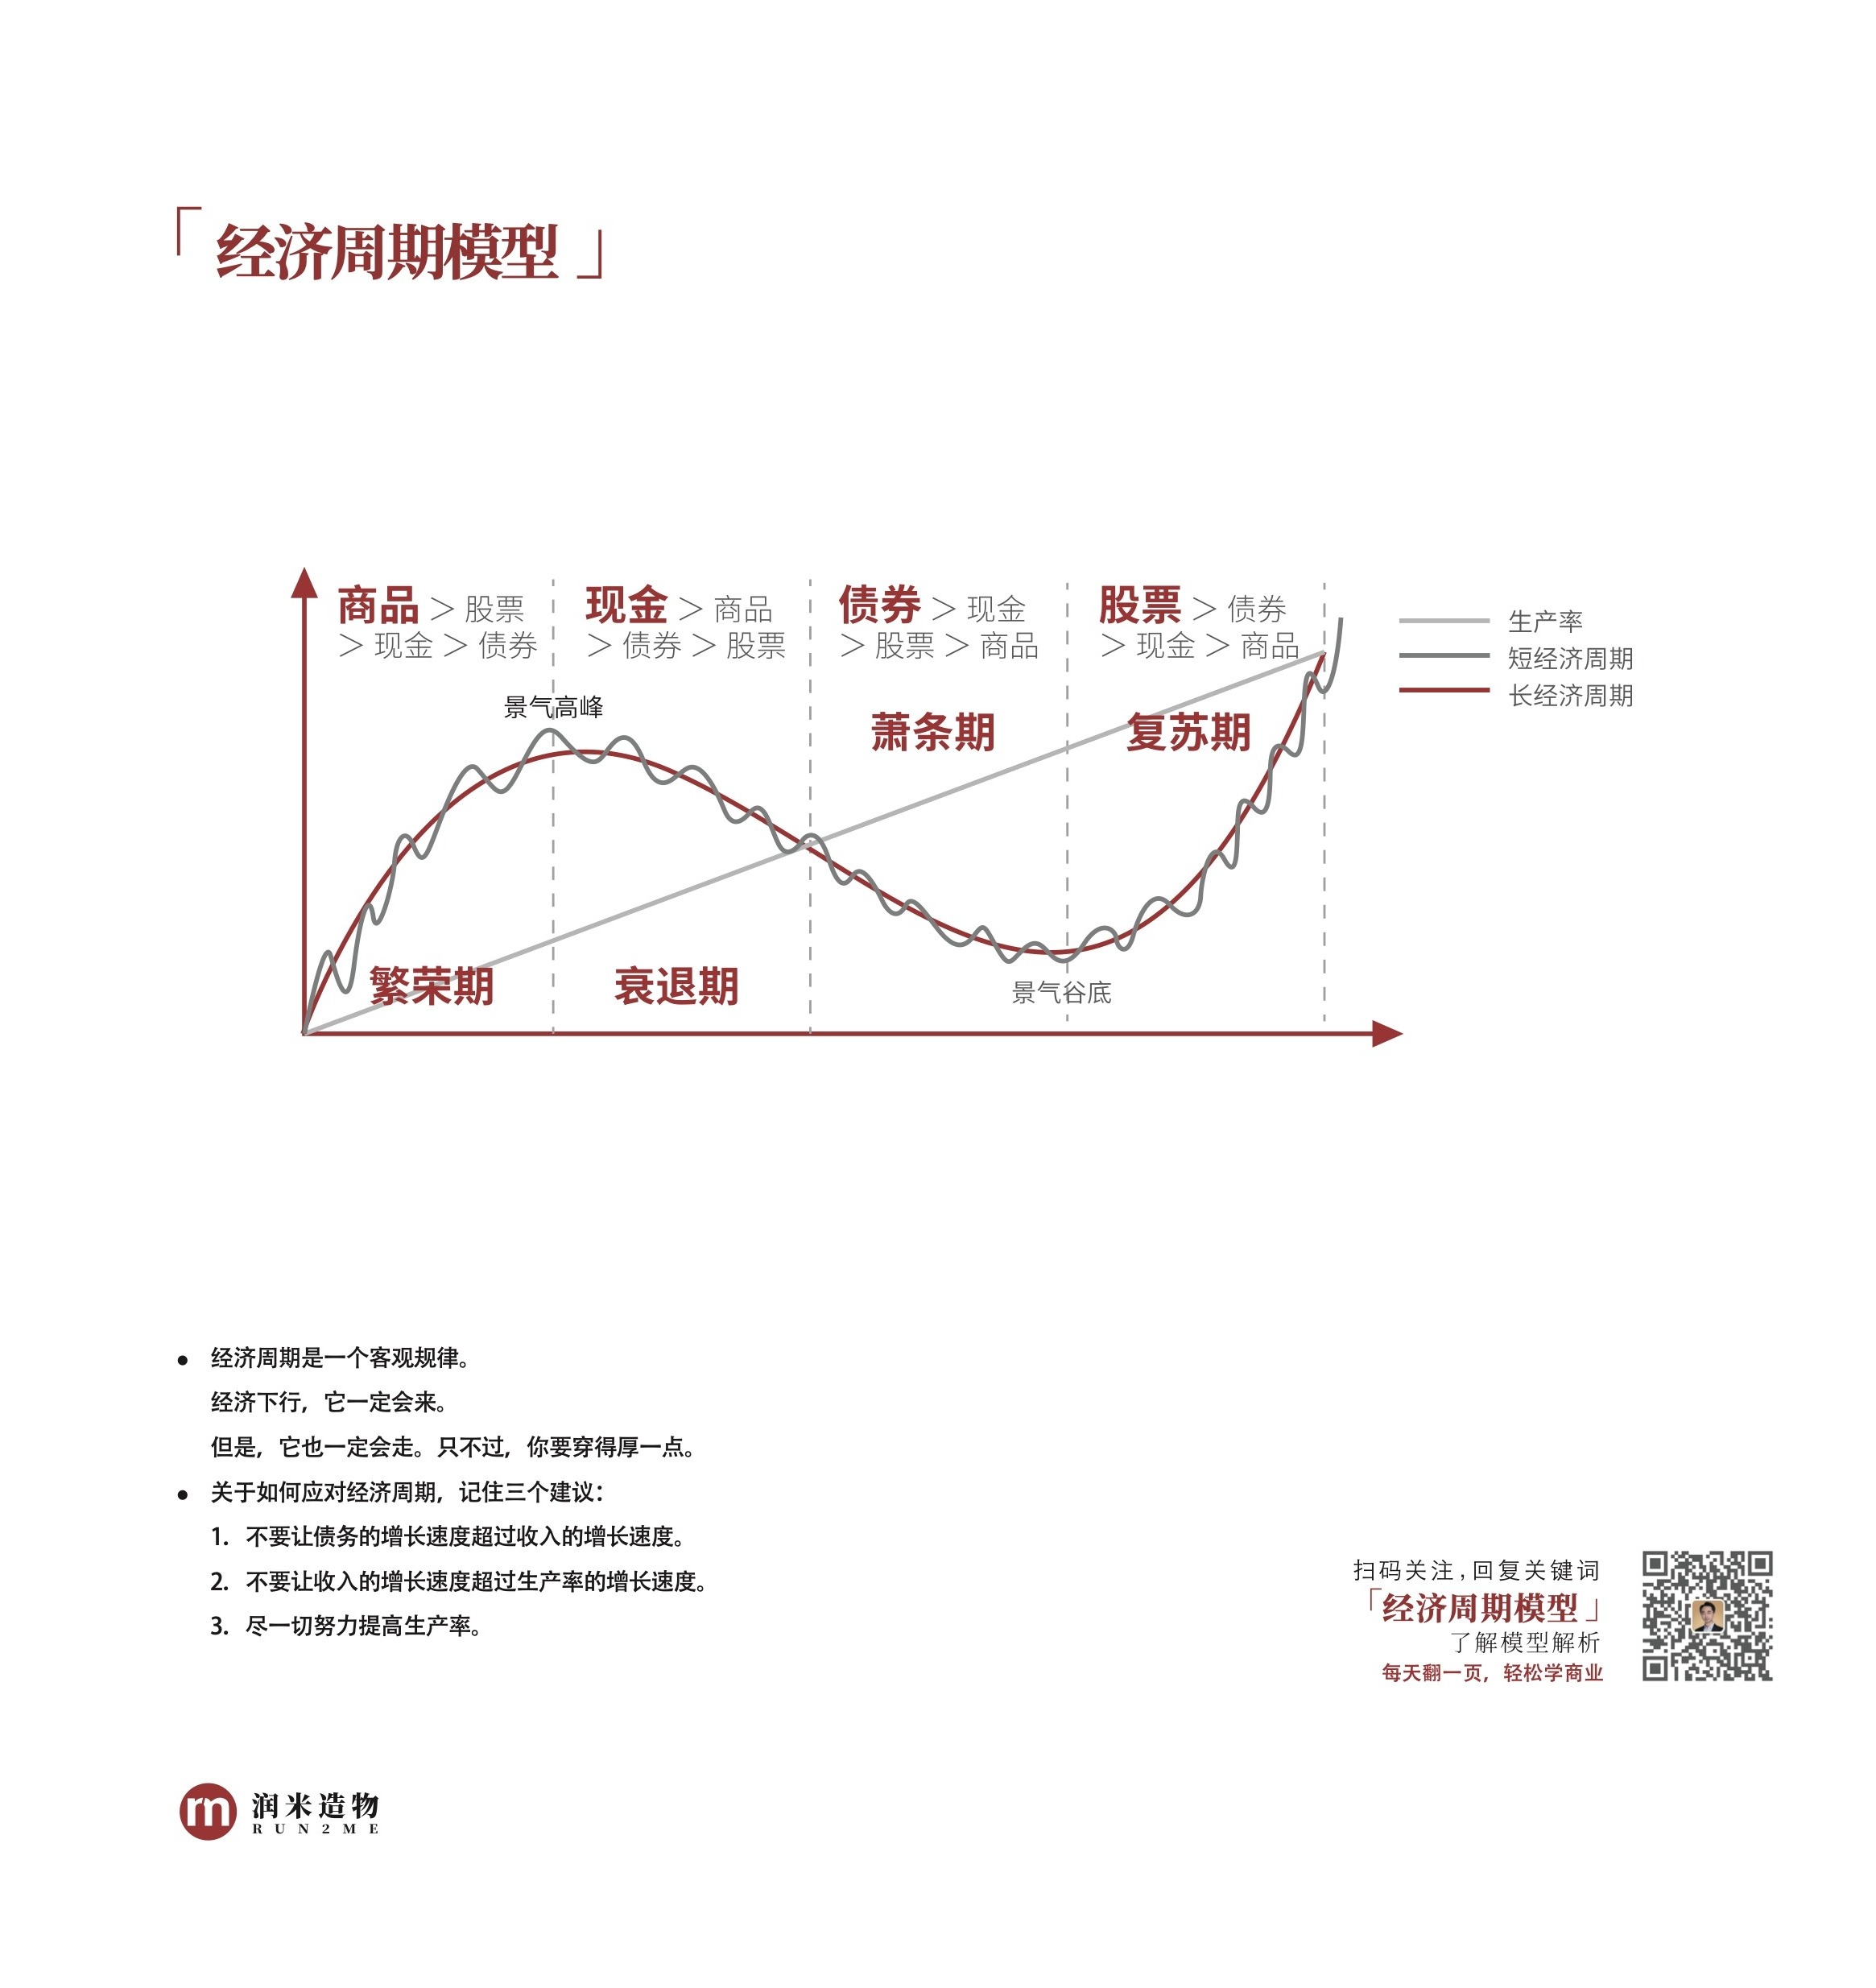 「经济周期模型」
商品 > 股票
> 现金 > 债券
现金 > 商品
> 债券 > 股票
债券 > 现金
> 股票 > 商品
股票 > 债券
> 现金 > 商品
生产率
短经济周期
长经济周期
景气高峰
萧条期
复苏期
繁荣期
衰退期
景气谷底
● 经济周期是一个客观规律。
经济下行，它一定会来。
但是，它也一定会走。只不过，你要穿得厚一点。
● 关于如何应对经济周期，记住三个建议：
1. 不要让债务的增长速度超过收入的增长速度。
2. 不要让收入的增长速度超过生产率的增长速度。
3. 尽一切努力提高生产率。
扫码关注，回复关键词
「经济周期模型」
了解模型解析
每天翻一页，轻松学商业
m 润米造物
RUN2ME